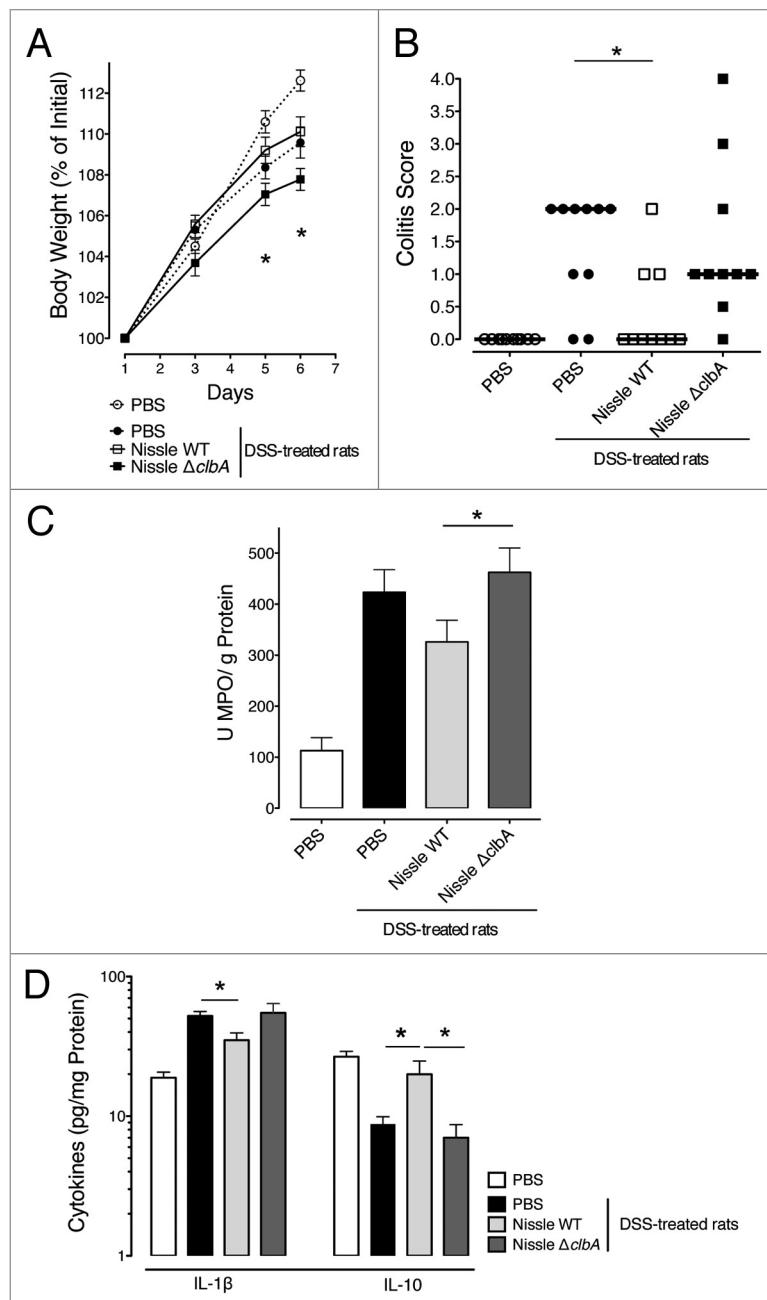 A
Body Weight (% of Initial)
112
110
108
106
104
102
100
*
*
1 2 3 4 5 6 7
Days
PBS
PBS
Nissle WT
Nissle ΔclbA
DSS-treated rats
B
Colitis Score
*
4.0
3.5
3.0
2.5
2.0
1.5
1.0
0.5
0.0
PBS
PBS
Nissle WT
Nissle ΔclbA
DSS-treated rats
C
U MPO/ g Protein
*
500
400
300
200
100
0
PBS
PBS
Nissle WT
Nissle ΔclbA
DSS-treated rats
D
Cytokines (pg/mg Protein)
100
10
1
*
* *
IL-1β IL-10
PBS
PBS
Nissle WT
Nissle ΔclbA
DSS-treated rats